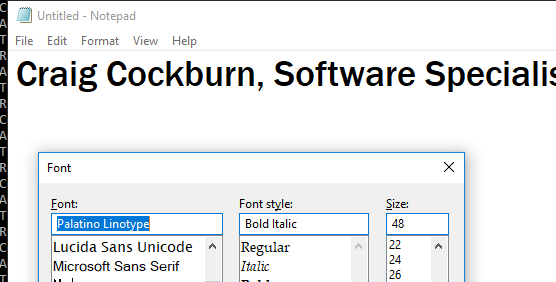 Untitled - Notepad
File Edit Format View Help
Craig Cockburn, Software Specialis
Font
Font: Font style: Size:
Palatino Linotype Bold Italic 48
Lucida Sans Unicode Regular 22
Microsoft Sans Serif Italic 24
26